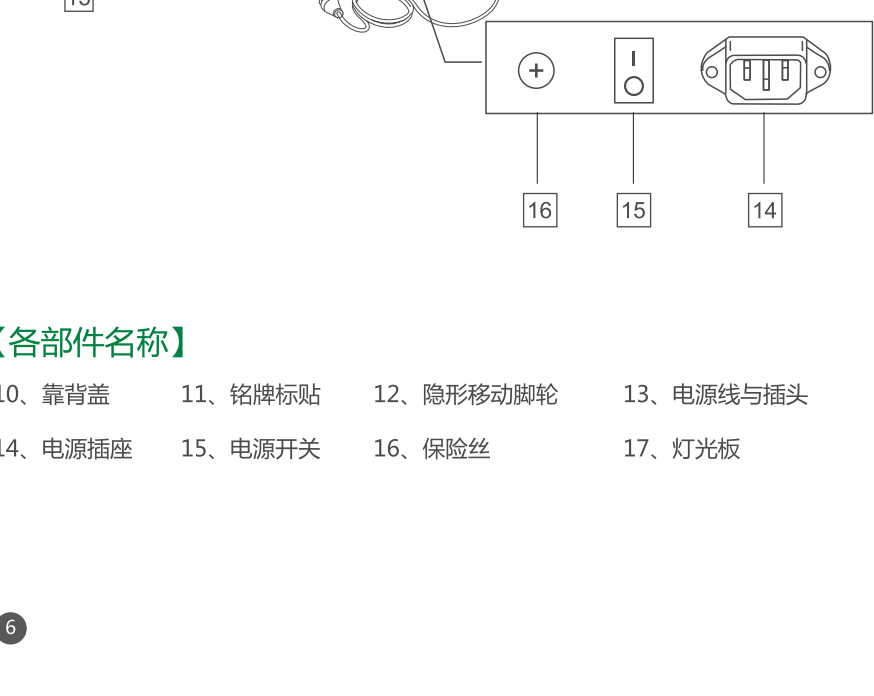 13
16 15 14
【各部件名称】
10、靠背盖 11、铭牌标贴 12、隐形移动脚轮 13、电源线与插头
14、电源插座 15、电源开关 16、保险丝 17、灯光板
6